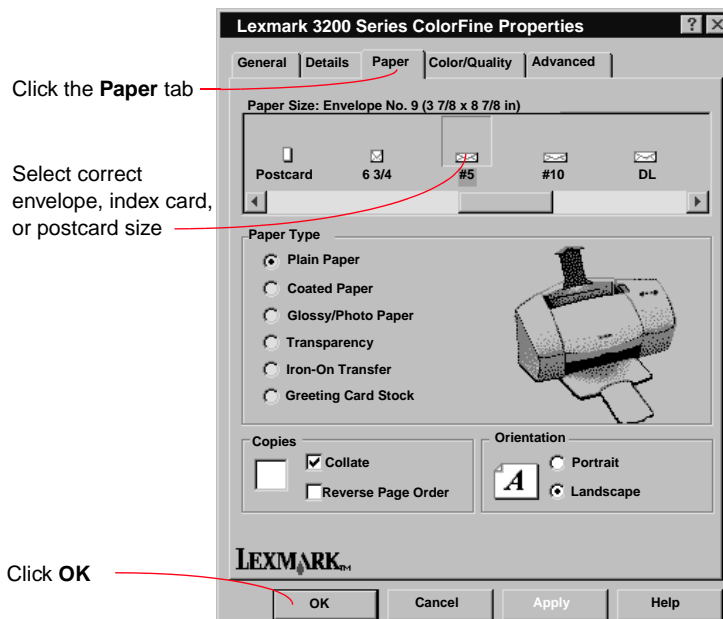 Lexmark 3200 Series ColorFine Properties
? X
General Details Paper Color/Quality Advanced
Click the Paper tab
Paper Size: Envelope No. 9 (3 7/8 x 8 7/8 in)
Postcard 6 3/4 #5 #10 DL
Select correct
envelope, index card,
or postcard size
Paper Type
Plain Paper
Coated Paper
Glossy/Photo Paper
Transparency
Iron-On Transfer
Greeting Card Stock
Copies
Collate
Reverse Page Order
Orientation
A
Portrait
Landscape
LEXMARK TM
Click OK
OK Cancel Apply Help